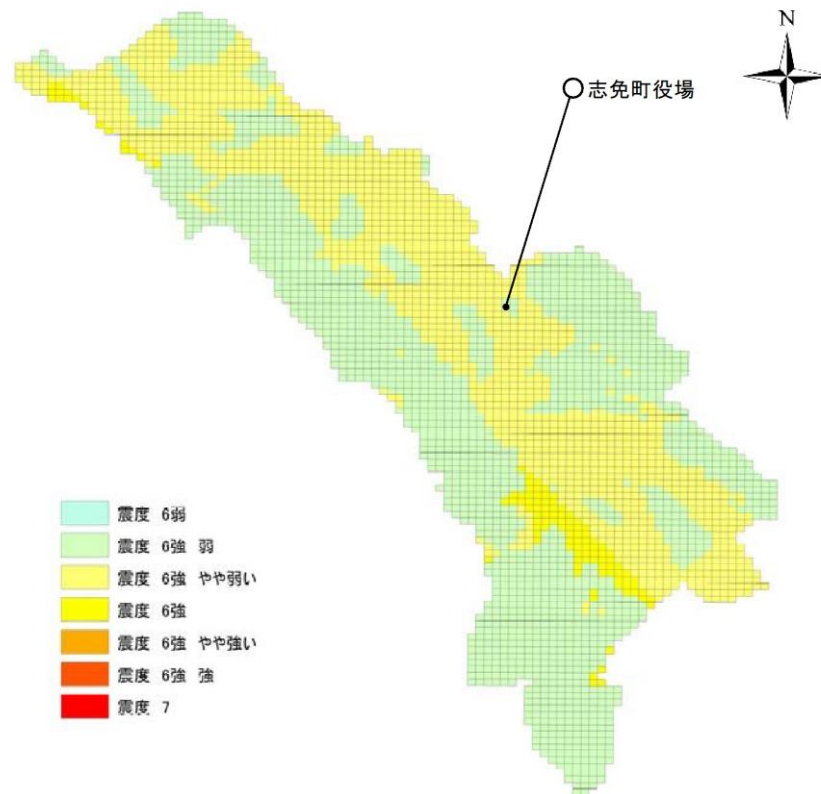 N
志免町役場
震度 6弱
震度 6強 弱
震度 6強 やや弱い
震度 6強
震度 6強 やや強い
震度 6強 強
震度 7